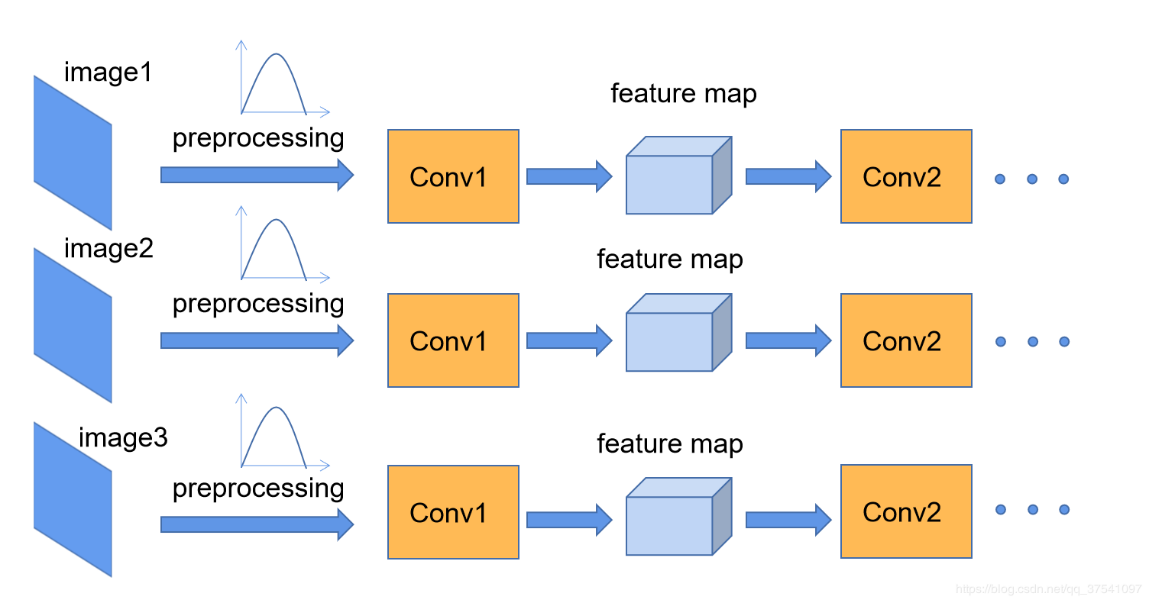 image1
preprocessing
Conv1
feature map
Conv2
image2
preprocessing
Conv1
feature map
Conv2
image3
preprocessing
Conv1
feature map
Conv2
https://blog.csdn.net/qq_37541097